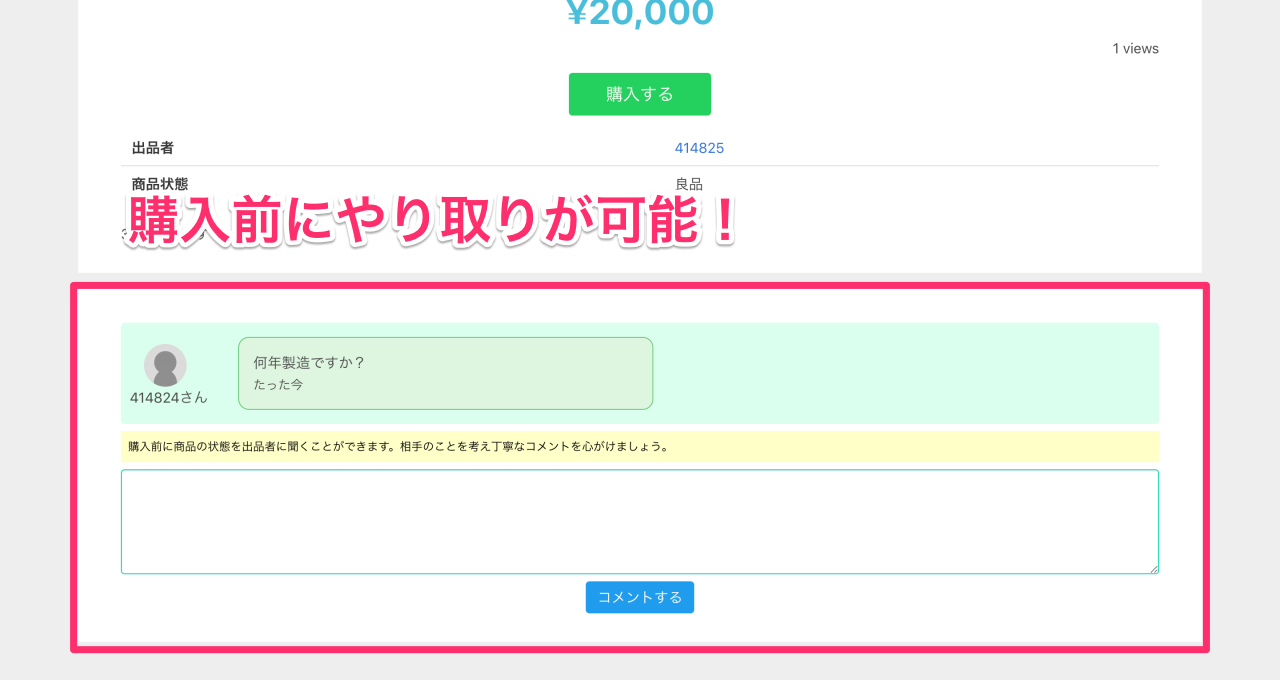 ¥20,000
1 views
購入する
出品者 414825
商品状態 良品
購入前にやり取りが可能！
何年製造ですか？
たった今
414824さん
購入前に商品の状態を出品者に聞くことができます。相手のことを考え丁寧なコメントを心がけましょう。
コメントする